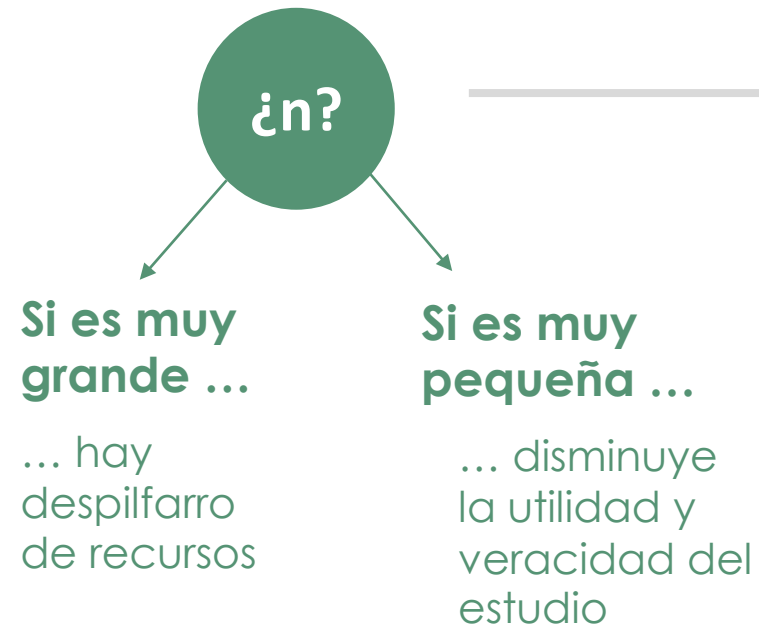 ¿n?
Si es muy
grande ...
... hay
despilfarro
de recursos
Si es muy
pequeña ...
... disminuye
la utilidad y
veracidad del
estudio